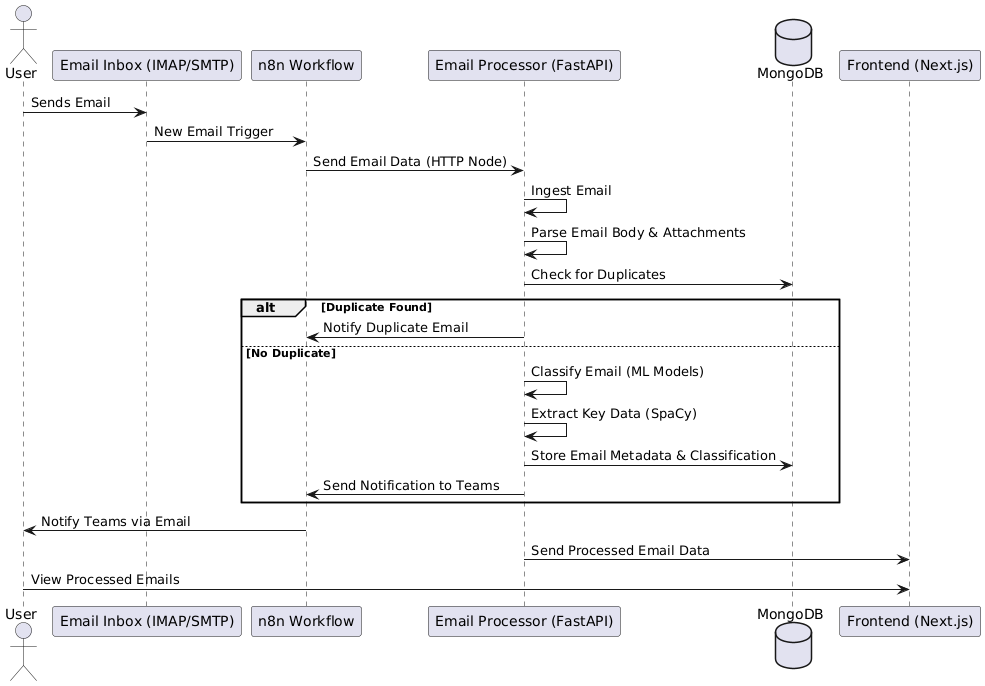 User
Email Inbox (IMAP/SMTP)
n8n Workflow
Email Processor (FastAPI)
MongoDB
Frontend (Next.js)
Sends Email
New Email Trigger
Send Email Data (HTTP Node)
Ingest Email
Parse Email Body & Attachments
Check for Duplicates
alt
[Duplicate Found]
Notify Duplicate Email
[No Duplicate]
Classify Email (ML Models)
Extract Key Data (SpaCy)
Store Email Metadata & Classification
Send Notification to Teams
Notify Teams via Email
Send Processed Email Data
View Processed Emails
User
Email Inbox (IMAP/SMTP)
n8n Workflow
Email Processor (FastAPI)
MongoDB
Frontend (Next.js)